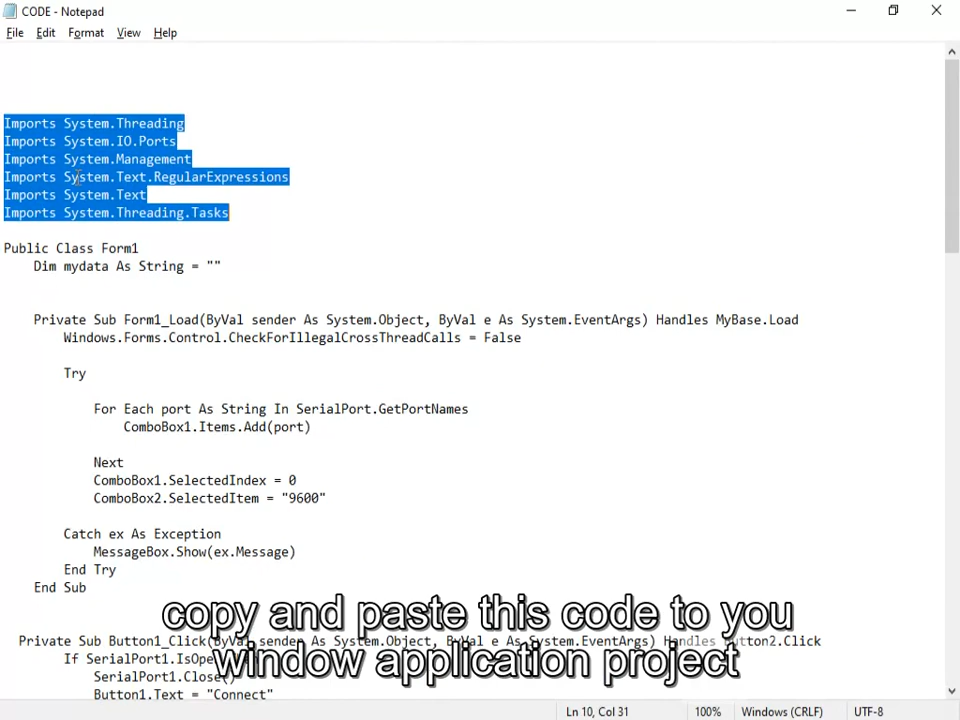 CODE - Notepad
File Edit Format View Help
Imports System.Threading
Imports System.IO.Ports
Imports System.Management
Imports System.Text.RegularExpressions
Imports System.Text
Imports System.Threading.Tasks
Public Class Form1
Dim mydata As String = ""
Private Sub Form1_Load(ByVal sender As System.Object, ByVal e As System.EventArgs) Handles MyBase.Load
Windows.Forms.Control.CheckForIllegalCrossThreadCalls = False
Try
For Each port As String In SerialPort.GetPortNames
ComboBox1.Items.Add(port)
Next
ComboBox1.SelectedIndex = 0
ComboBox2.SelectedItem = "9600"
Catch ex As Exception
MessageBox.Show(ex.Message)
End Try
End Sub
copy and paste this code to you
Private Sub Button1_Click(ByVal sender As System.Object, ByVal e As System.EventArgs) Handles button2.Click
If SerialPort1.IsOpe
window application project
SerialPort1.Close()
Button1.Text = "Connect"
Ln 10, Col 31 100% Windows (CRLF) UTF-8